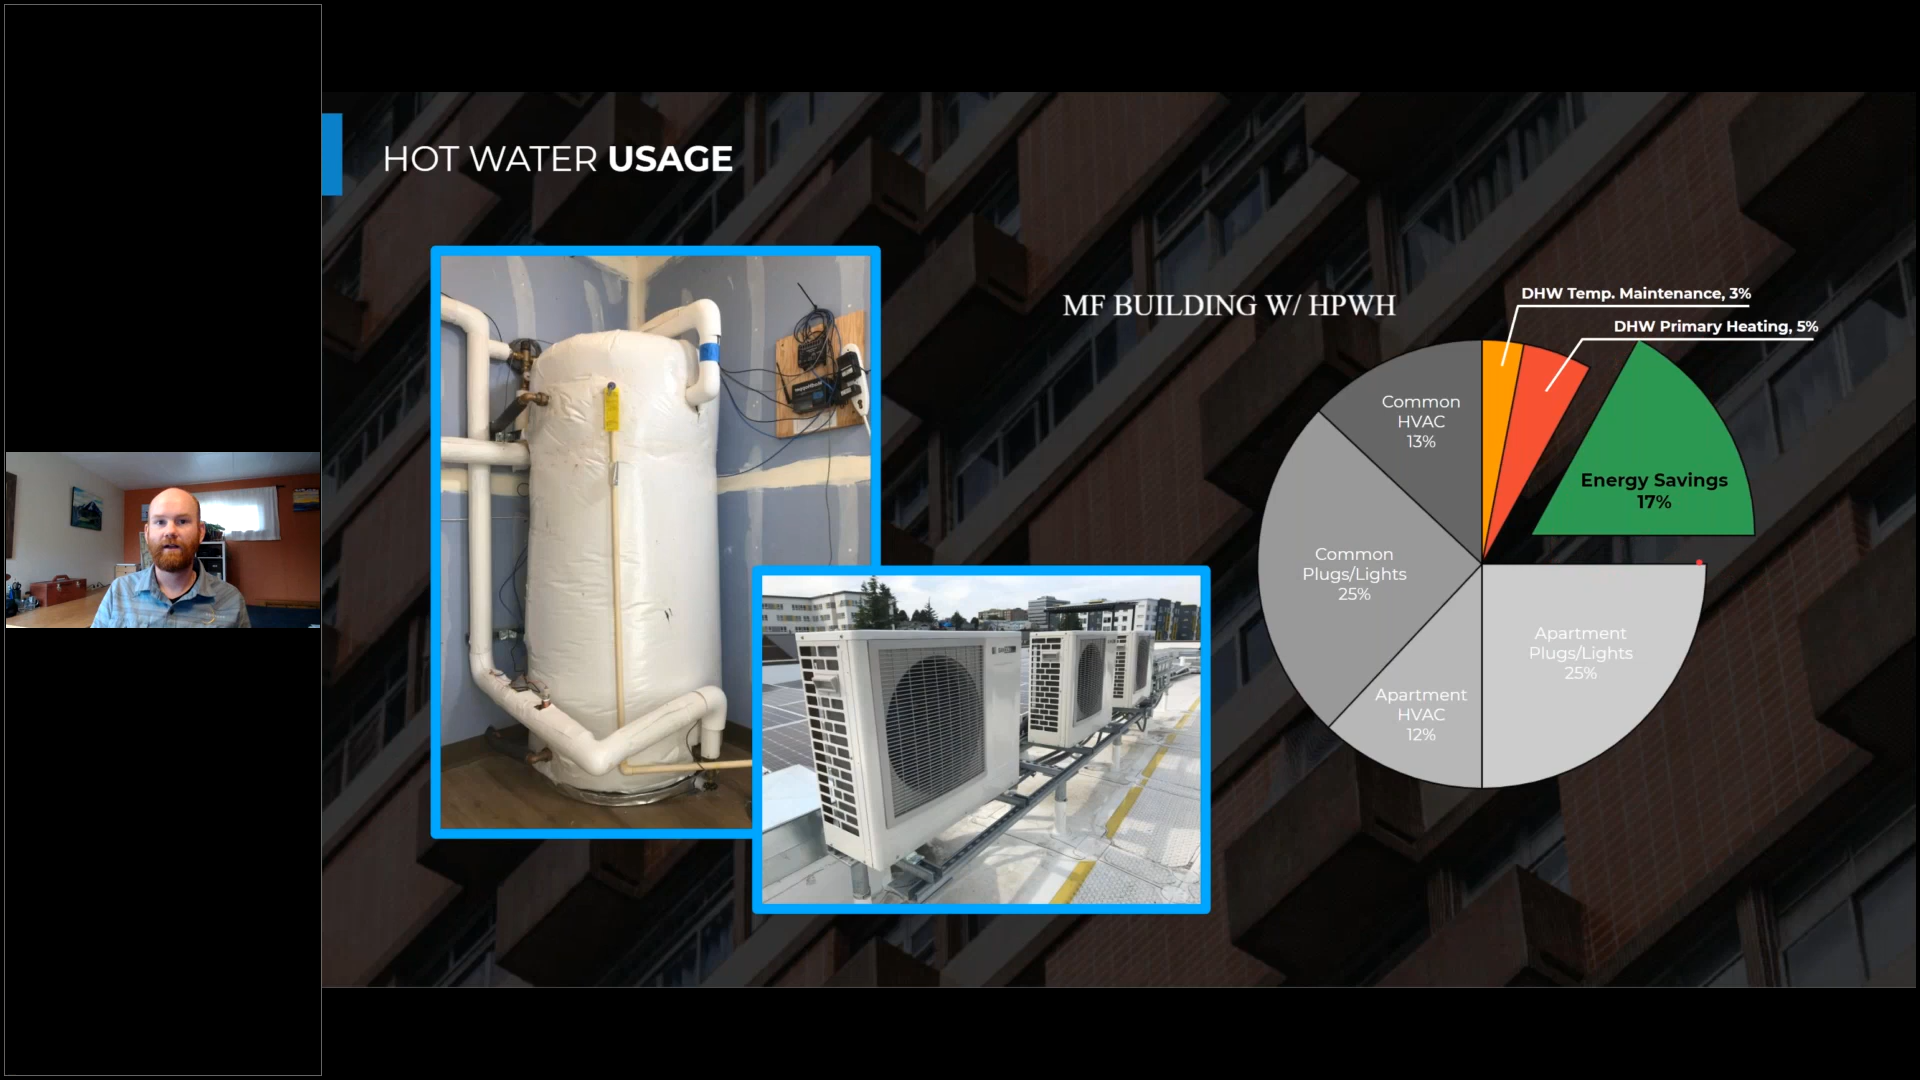 HOT WATER USAGE
MF BUILDING W/ HPWH
DHW Temp. Maintenance, 3%
DHW Primary Heating, 5%
Common
HVAC
13%
Energy Savings
17%
Common
Plugs/Lights
25%
Apartment
Plugs/Lights
25%
Apartment
HVAC
12%